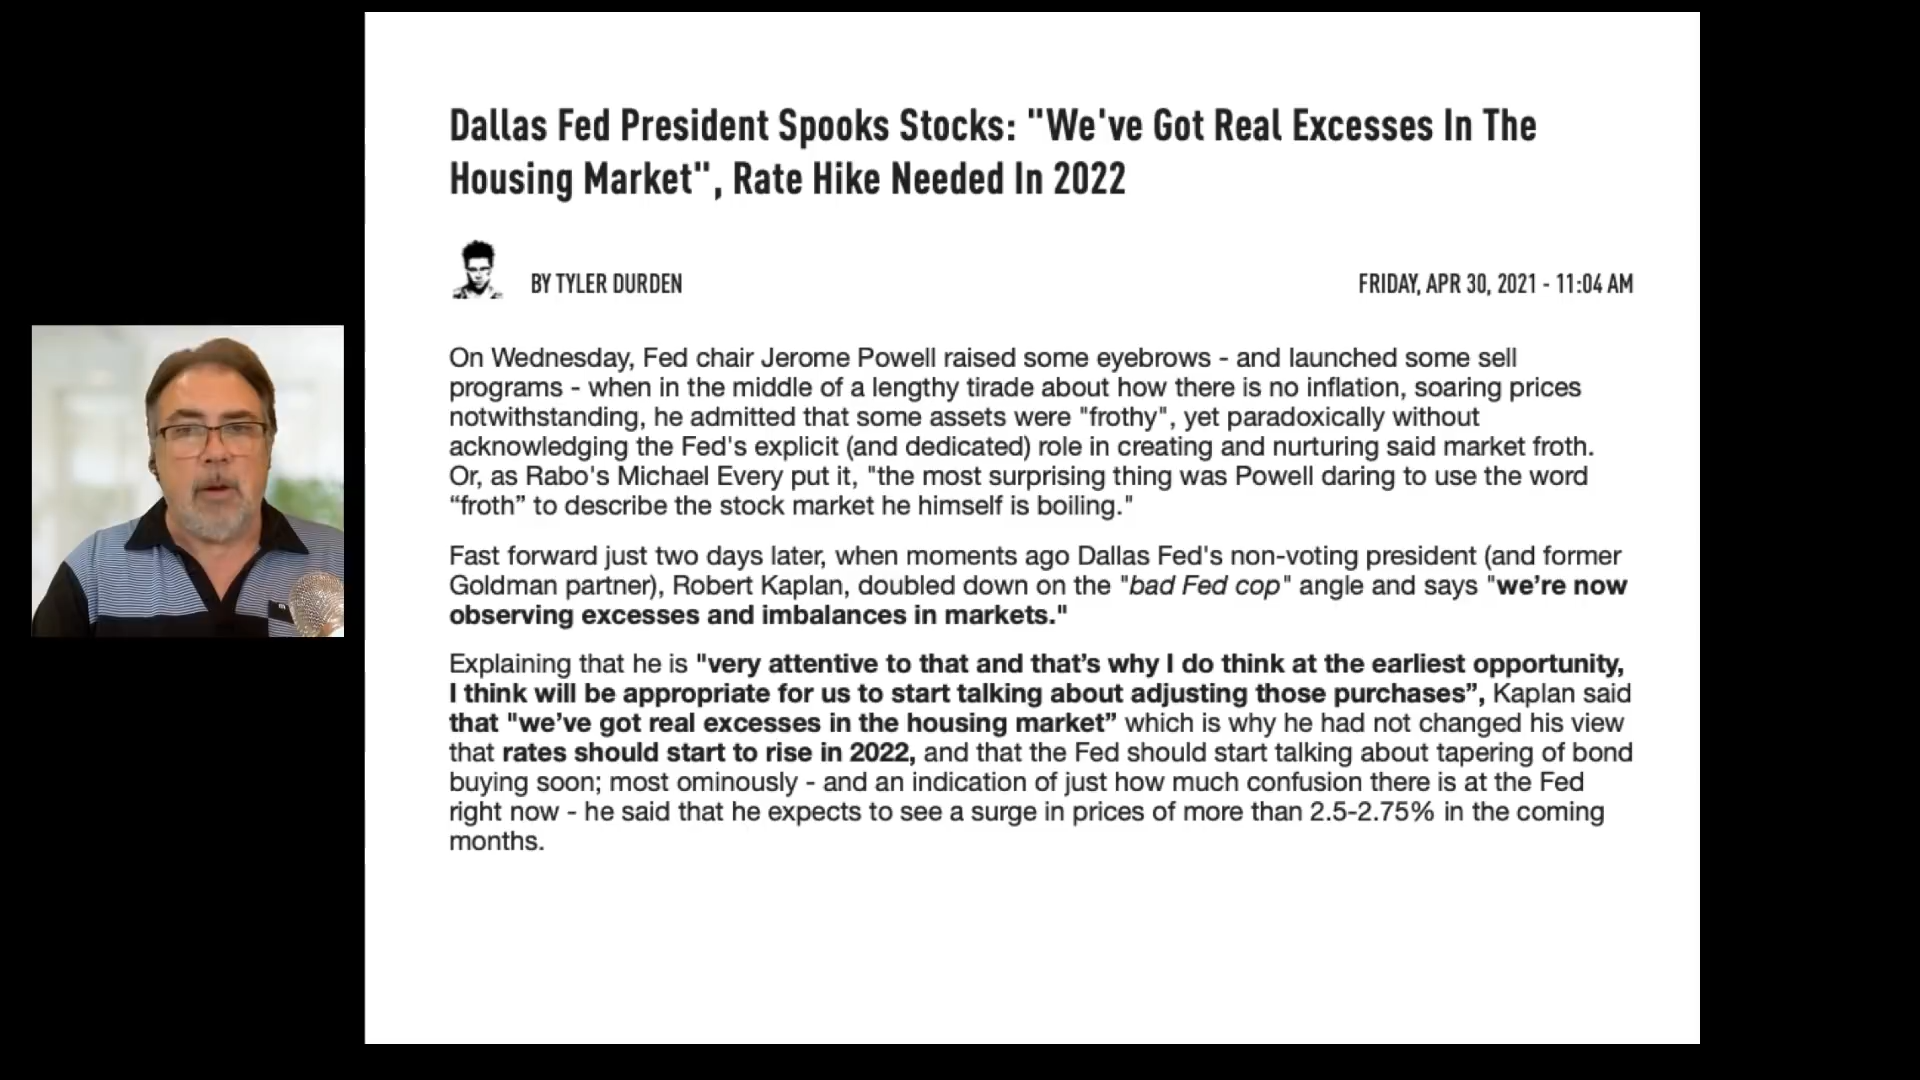 Dallas Fed President Spooks Stocks: "We've Got Real Excesses In The
Housing Market", Rate Hike Needed In 2022
BY TYLER DURDEN
FRIDAY, APR 30, 2021 - 11:04 AM
On Wednesday, Fed chair Jerome Powell raised some eyebrows - and launched some sell
programs - when in the middle of a lengthy tirade about how there is no inflation, soaring prices
notwithstanding, he admitted that some assets were "frothy", yet paradoxically without
acknowledging the Fed's explicit (and dedicated) role in creating and nurturing said market froth.
Or, as Rabo's Michael Every put it, "the most surprising thing was Powell daring to use the word
“froth” to describe the stock market he himself is boiling."
Fast forward just two days later, when moments ago Dallas Fed's non-voting president (and former
Goldman partner), Robert Kaplan, doubled down on the "bad Fed cop" angle and says "we’re now
observing excesses and imbalances in markets."
Explaining that he is "very attentive to that and that’s why I do think at the earliest opportunity,
I think will be appropriate for us to start talking about adjusting those purchases”, Kaplan said
that "we’ve got real excesses in the housing market” which is why he had not changed his view
that rates should start to rise in 2022, and that the Fed should start talking about tapering of bond
buying soon; most ominously - and an indication of just how much confusion there is at the Fed
right now - he said that he expects to see a surge in prices of more than 2.5-2.75% in the coming
months.